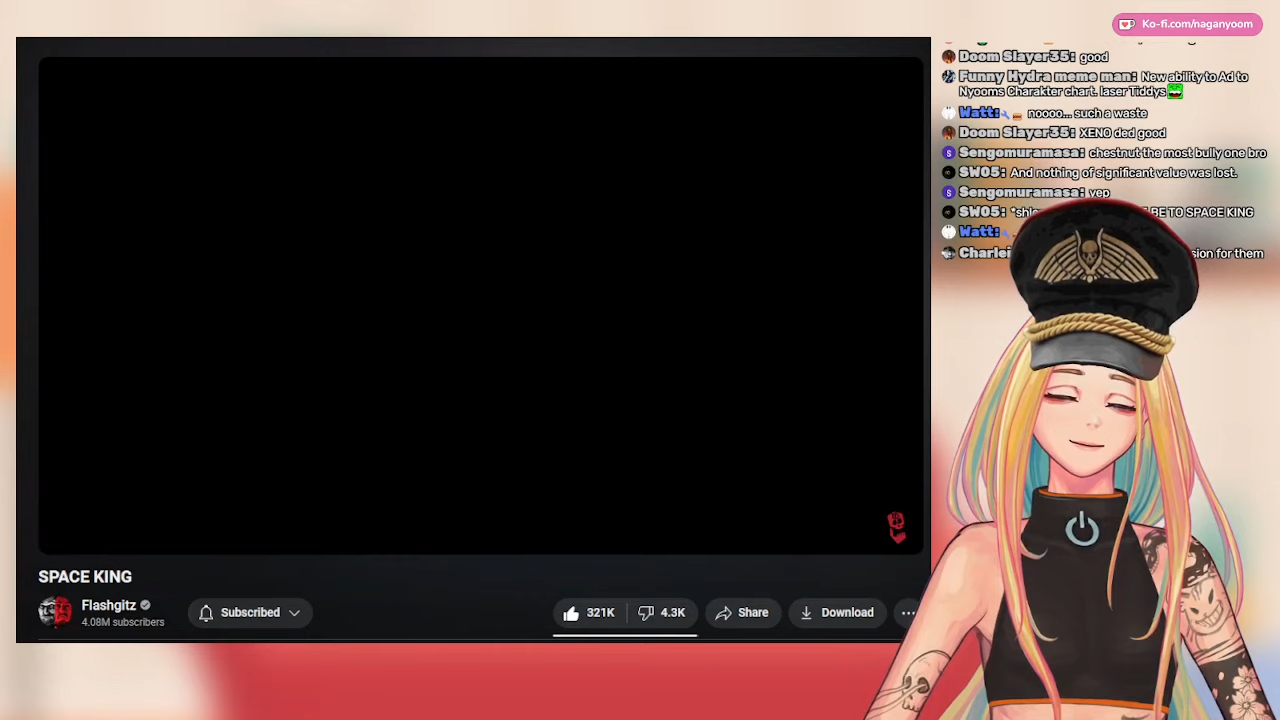 Ko-fi.com/naganyoom
Doom Slayer35: good
Funny Hydra meme man: New ability to Ad to
Nyooms Charakter chart. laser Tiddys
Watt: noooo... such a waste
Doom Slayer35: XENO ded good
Sengomuramasa: chestnut the most bully one bro
SW05: And nothing of significant value was lost.
Sengomuramasa: yep
SW05: BE TO SPACE KING
Watt:
for them
SPACE KING
Flashgitz
4.08M subscribers
Subscribed
321K
4.3K
Share
Download